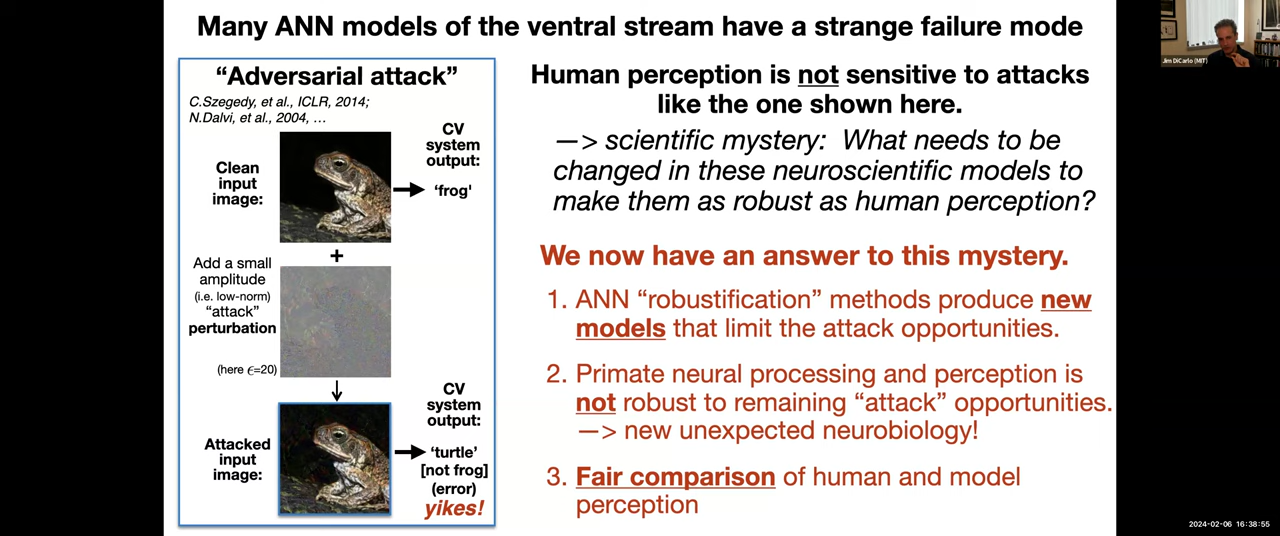 Many ANN models of the ventral stream have a strange failure mode
“Adversarial attack”
C.Szegedy, et al., ICLR, 2014;
N.Dalvi, et al., 2004, …
Clean
input
image:
CV
system
output:
‘frog'
+
Add a small
amplitude
(i.e. low-norm)
“attack”
perturbation
(here ϵ=20)
Attacked
input
image:
CV
system
output:
‘turtle’
[not frog]
(error)
yikes!
Human perception is not sensitive to attacks
like the one shown here.
—> scientific mystery: What needs to be
changed in these neuroscientific models to
make them as robust as human perception?
We now have an answer to this mystery.
1. ANN “robustification” methods produce new
models that limit the attack opportunities.
2. Primate neural processing and perception is
not robust to remaining “attack” opportunities.
—> new unexpected neurobiology!
3. Fair comparison of human and model
perception
Jim DiCarlo (MIT)
2024-02-06 16:38:55